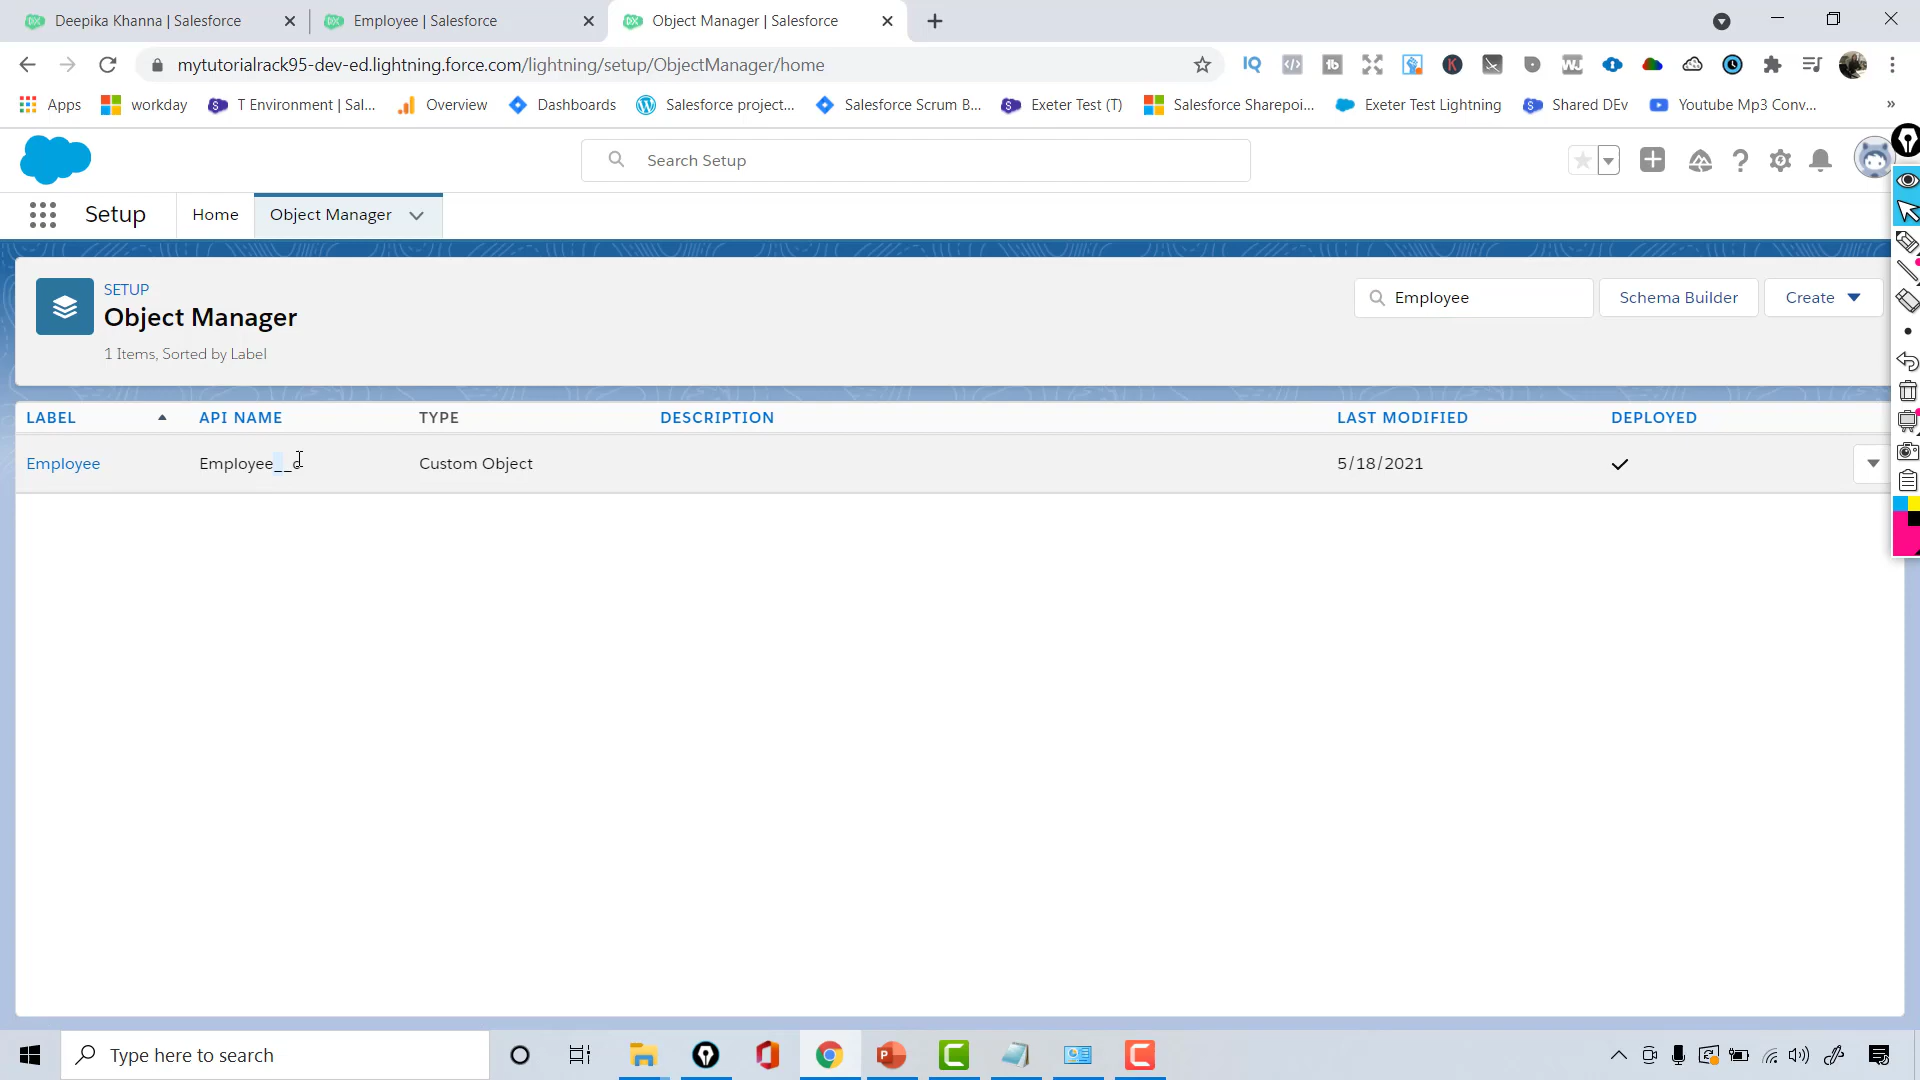 Deepika Khanna | Salesforce
Employee | Salesforce
Object Manager | Salesforce
mytutorialrack95-dev-ed.lightning.force.com/lightning/setup/ObjectManager/home
Apps
workday
T Environment | Sal...
Overview
Dashboards
Salesforce project...
Salesforce Scrum B...
Exeter Test (T)
Salesforce Sharepoi...
Exeter Test Lightning
Shared DEv
Youtube Mp3 Conv...
Search Setup
Setup
Home
Object Manager
SETUP
Object Manager
1 Items, Sorted by Label
Employee
Schema Builder
Create
LABEL
API NAME
TYPE
DESCRIPTION
LAST MODIFIED
DEPLOYED
Employee
Employee__c
Custom Object
5/18/2021
Type here to search